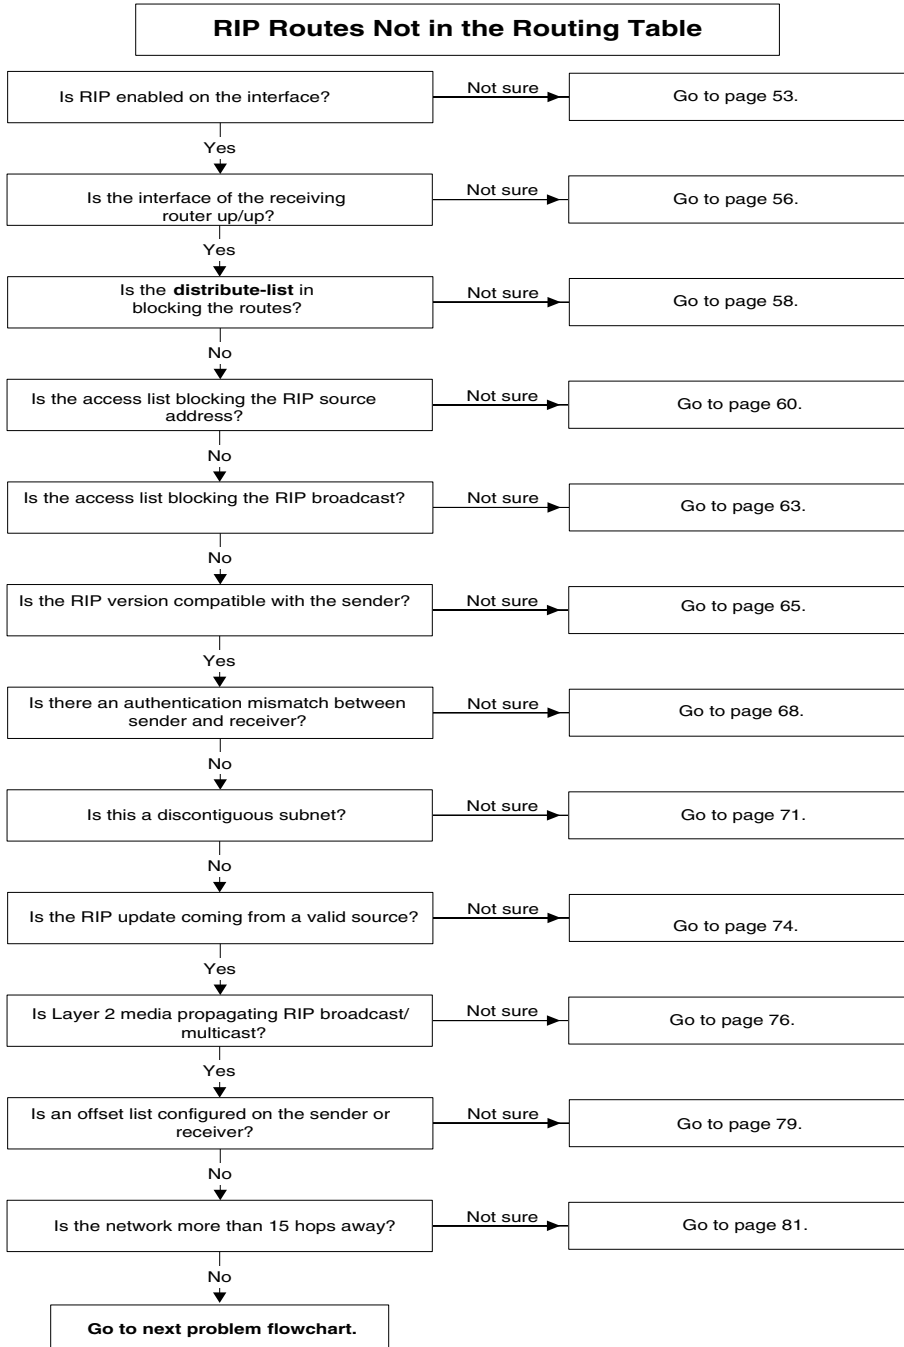 RIP Routes Not in the Routing Table
Is RIP enabled on the interface?
Not sure
Go to page 53.
Yes
Is the interface of the receiving
router up/up?
Not sure
Go to page 56.
Yes
Is the distribute-list in
blocking the routes?
Not sure
Go to page 58.
No
Is the access list blocking the RIP source
address?
Not sure
Go to page 60.
No
Is the access list blocking the RIP broadcast?
Not sure
Go to page 63.
No
Is the RIP version compatible with the sender?
Not sure
Go to page 65.
Yes
Is there an authentication mismatch between
sender and receiver?
Not sure
Go to page 68.
No
Is this a discontiguous subnet?
Not sure
Go to page 71.
No
Is the RIP update coming from a valid source?
Not sure
Go to page 74.
Yes
Is Layer 2 media propagating RIP broadcast/
multicast?
Not sure
Go to page 76.
Yes
Is an offset list configured on the sender or
receiver?
Not sure
Go to page 79.
No
Is the network more than 15 hops away?
Not sure
Go to page 81.
No
Go to next problem flowchart.